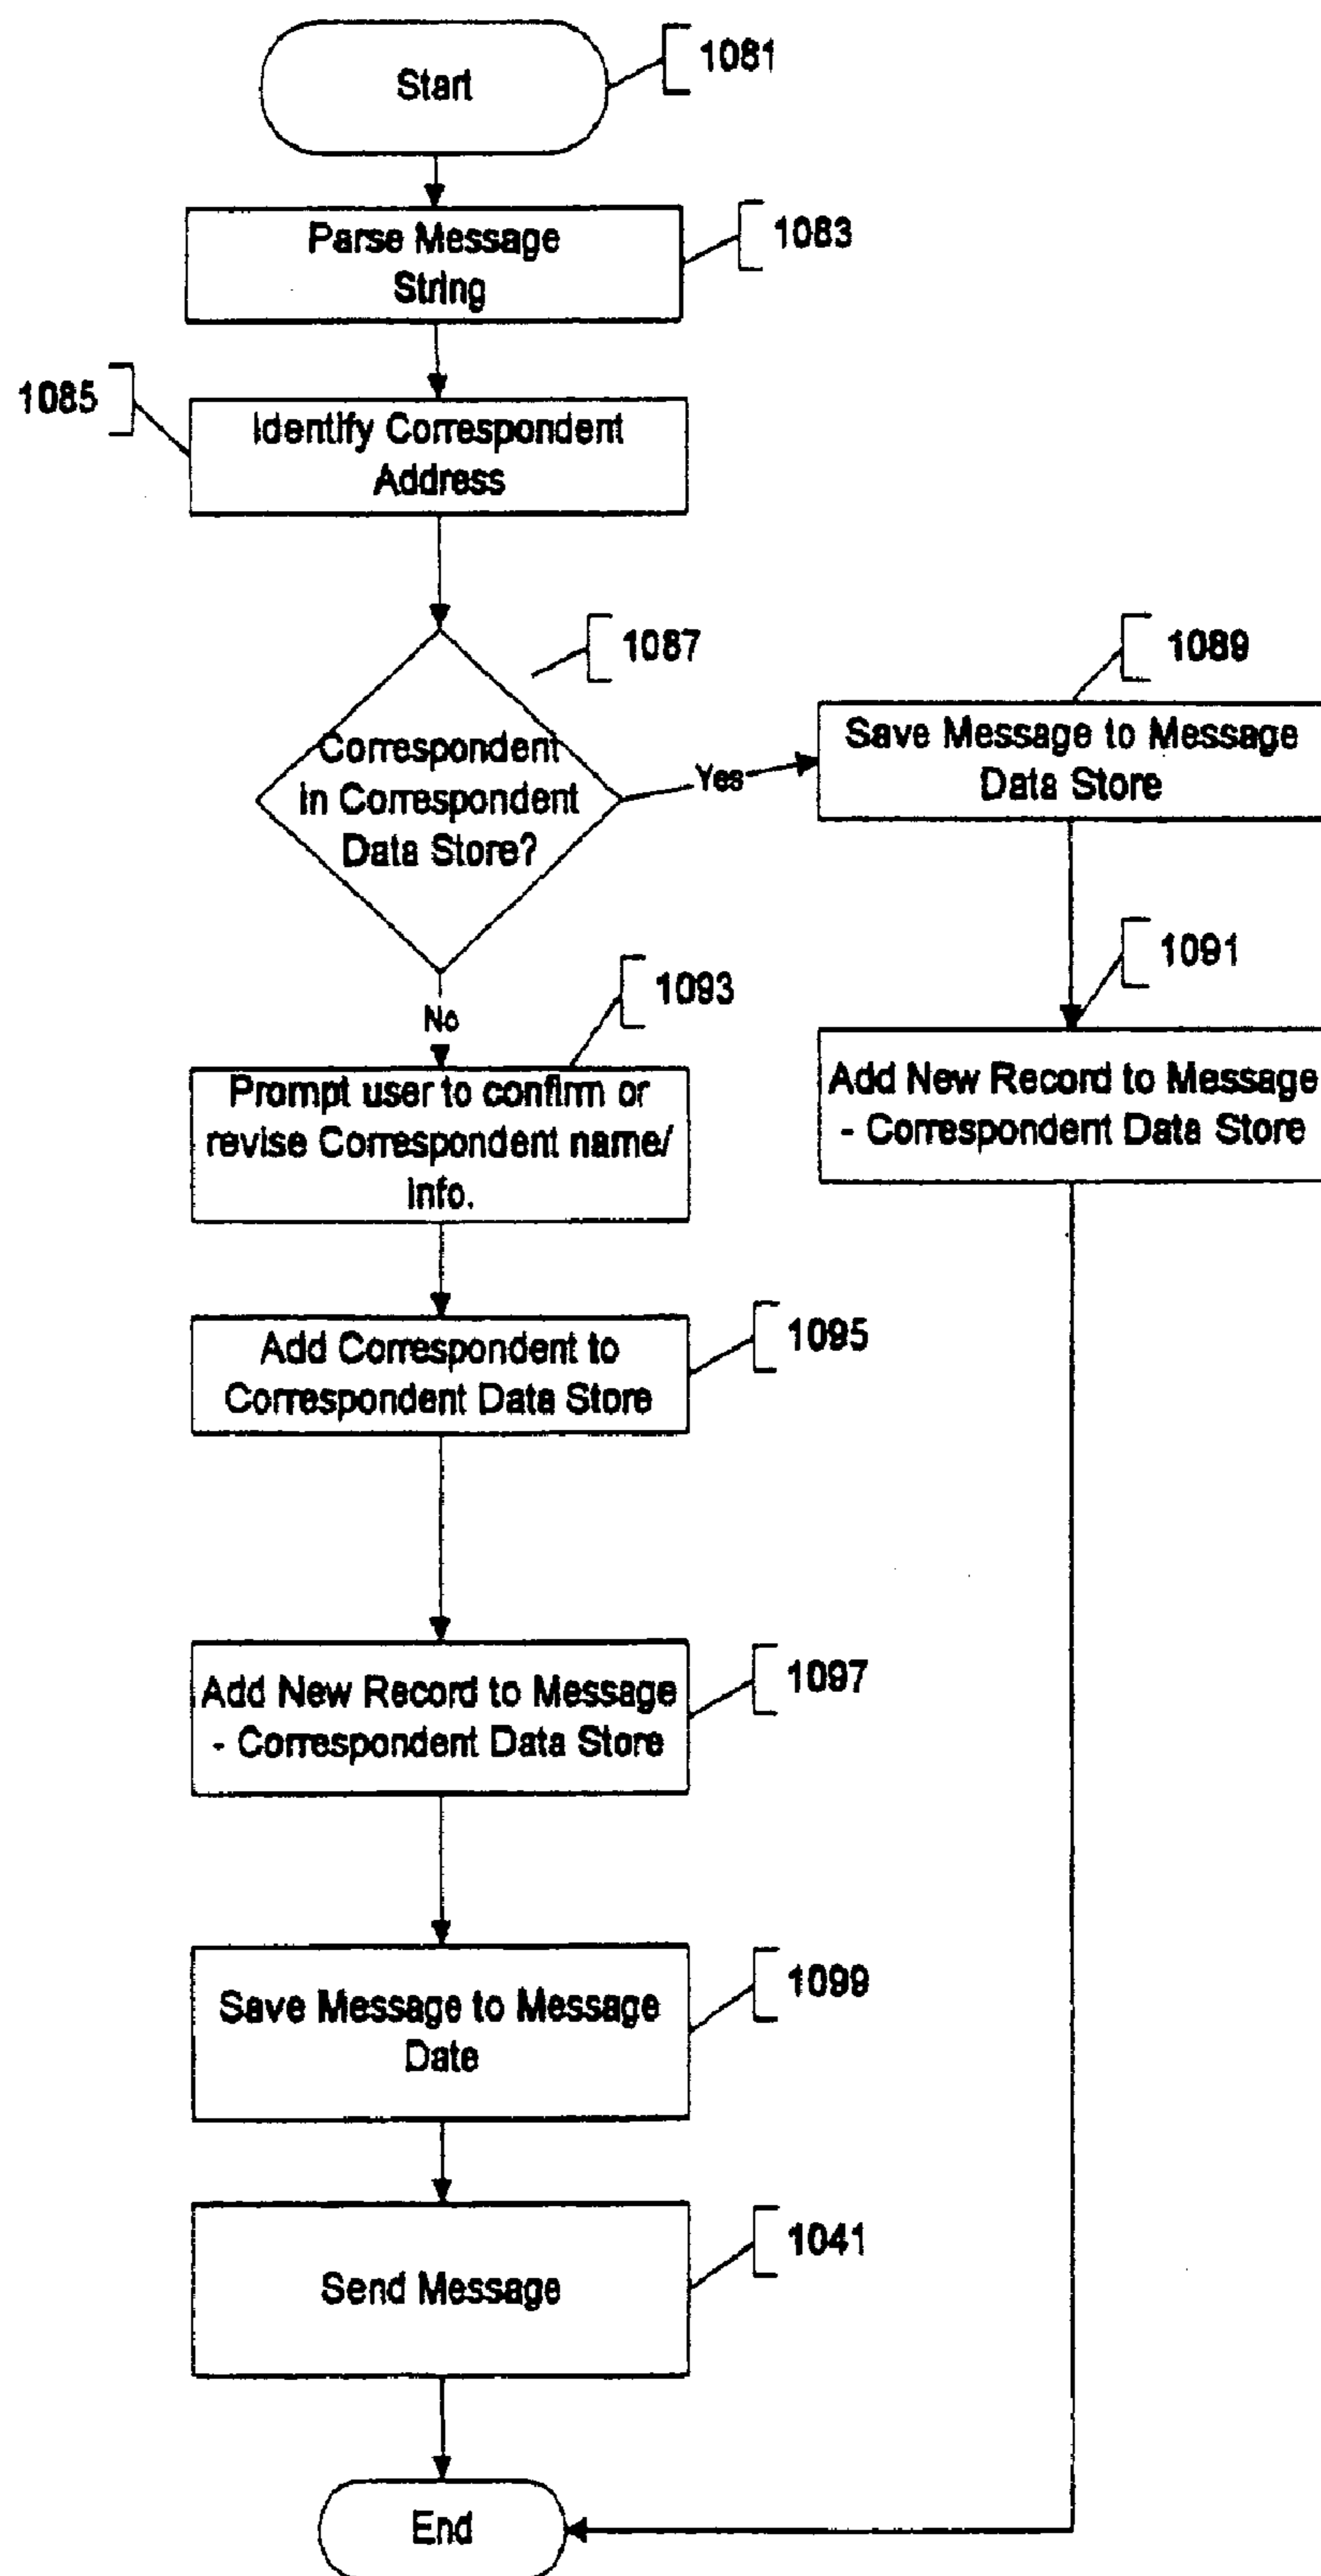 Start
1081
Parse Message
String
1083
1085
Identify Correspondent
Address
1087
Correspondent
in Correspondent
Data Store?
Yes
1089
Save Message to Message
Data Store
1091
Add New Record to Message
- Correspondent Data Store
No
1093
Prompt user to confirm or
revise Correspondent name/
info.
Add Correspondent to
Correspondent Data Store
1095
Add New Record to Message
- Correspondent Data Store
1097
Save Message to Message
Date
1099
Send Message
1041
End